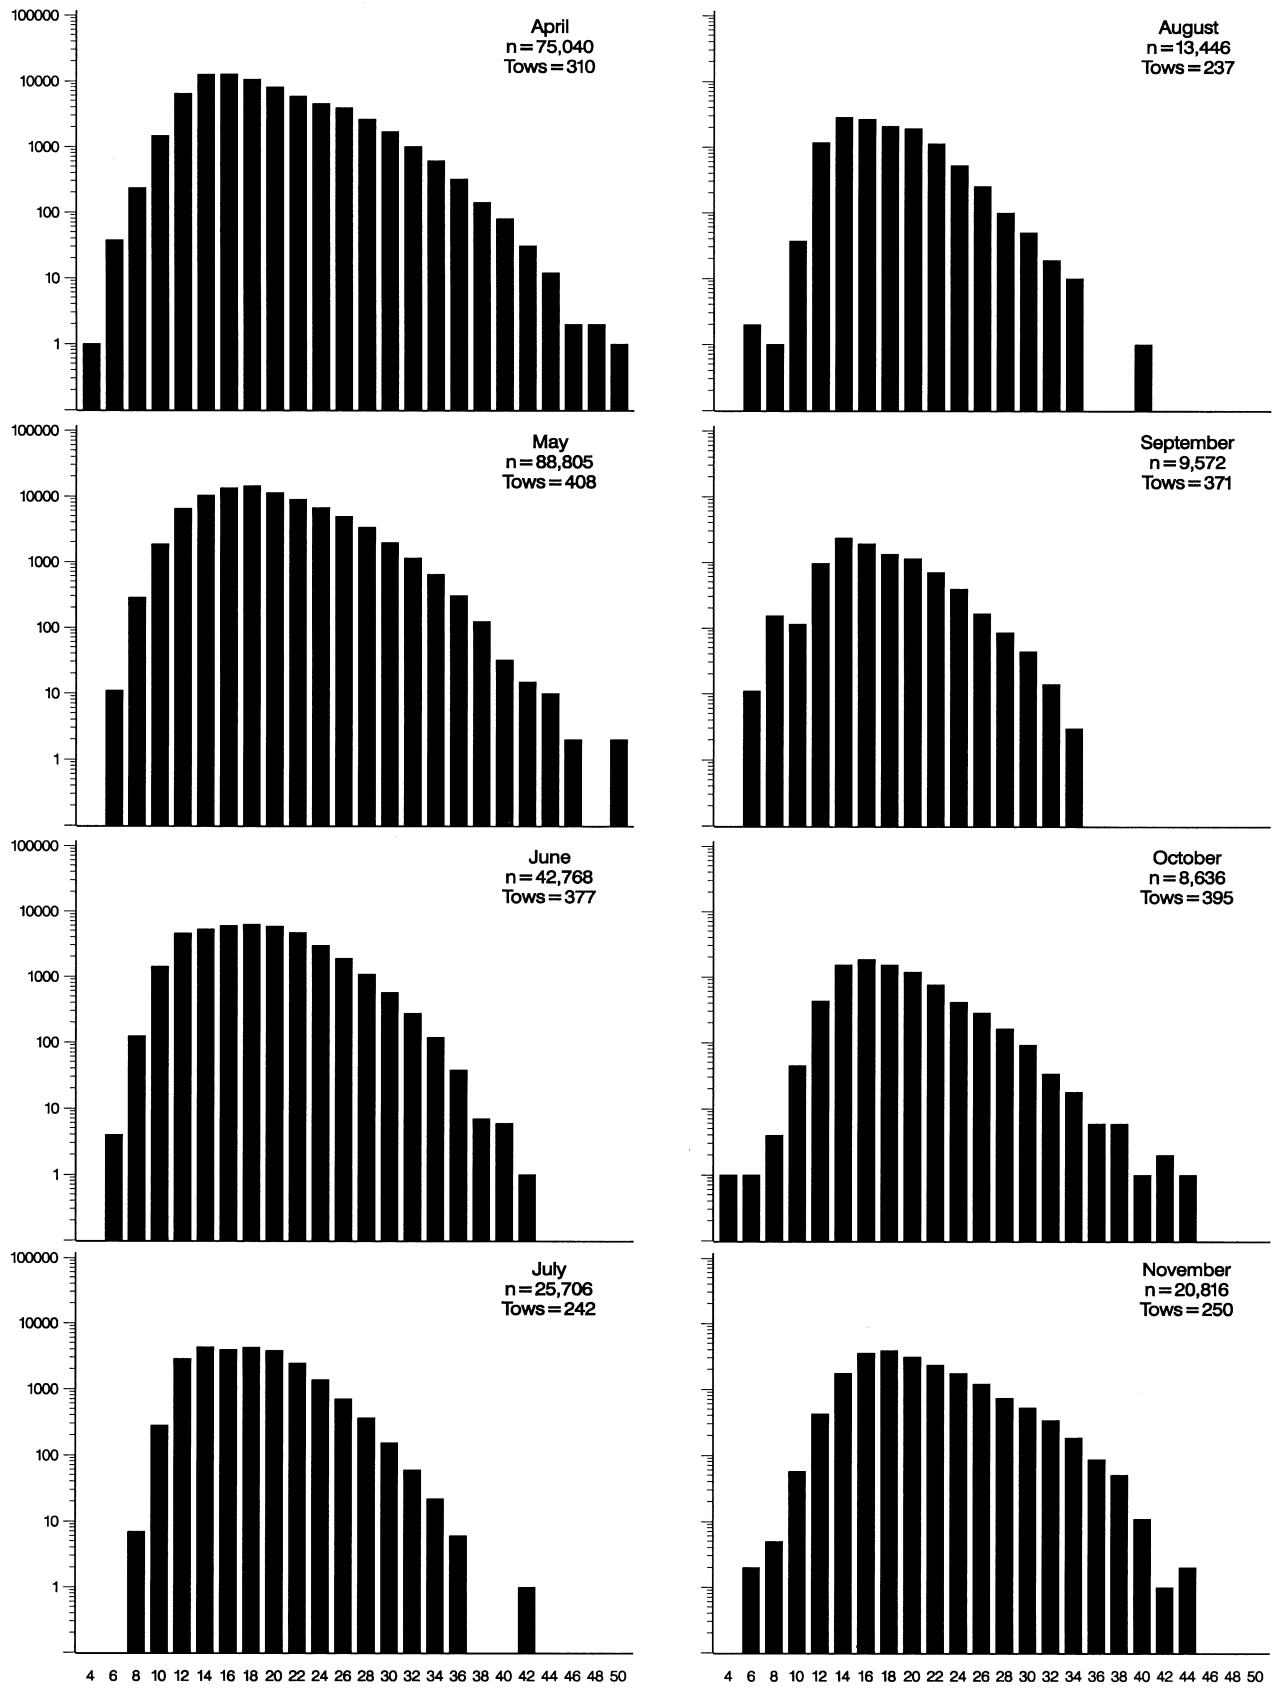 April
n=75,040
Tows=310
100000
10000
1000
100
10
1
August
n=13,446
Tows=237
May
n=88,805
Tows=408
100000
10000
1000
100
10
1
September
n=9,572
Tows=371
June
n=42,768
Tows=377
100000
10000
1000
100
10
1
October
n=8,636
Tows=395
July
n=25,706
Tows=242
100000
10000
1000
100
10
1
4 6 8 10 12 14 16 18 20 22 24 26 28 30 32 34 36 38 40 42 44 46 48 50
November
n=20,816
Tows=250
4 6 8 10 12 14 16 18 20 22 24 26 28 30 32 34 36 38 40 42 44 46 48 50